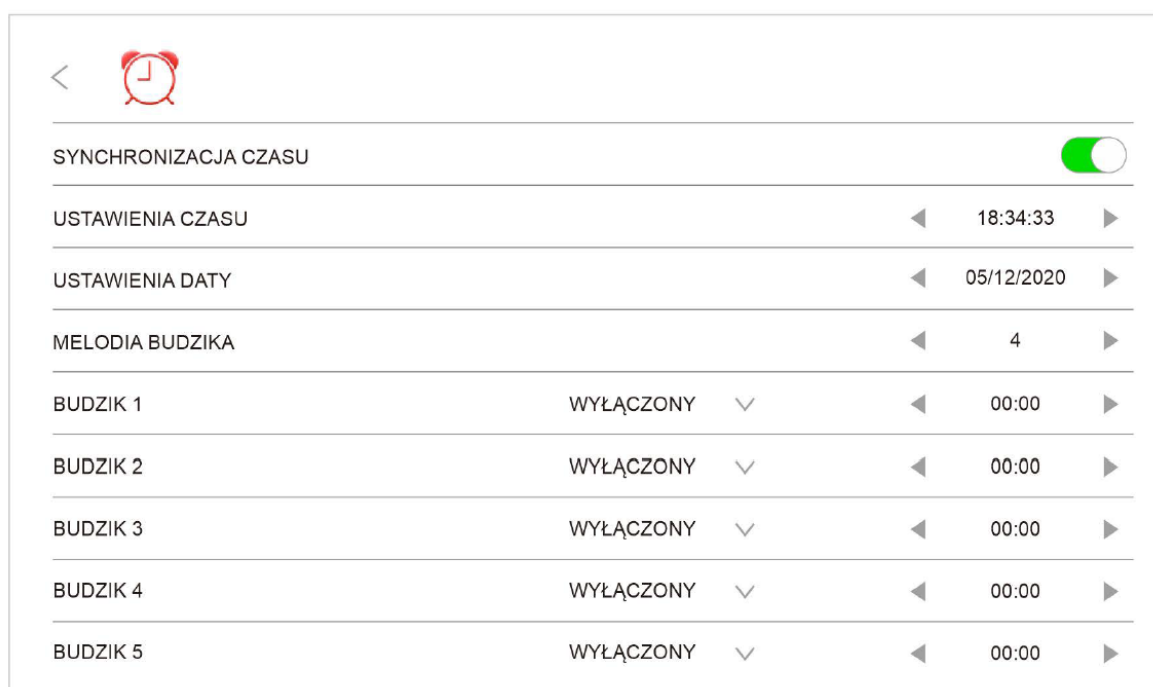 SYNCHRONIZACJA CZASU
USTAWIENIA CZASU 18:34:33
USTAWIENIA DATY 05/12/2020
MELODIA BUDZIKA 4
BUDZIK 1 WYŁĄCZONY 00:00
BUDZIK 2 WYŁĄCZONY 00:00
BUDZIK 3 WYŁĄCZONY 00:00
BUDZIK 4 WYŁĄCZONY 00:00
BUDZIK 5 WYŁĄCZONY 00:00